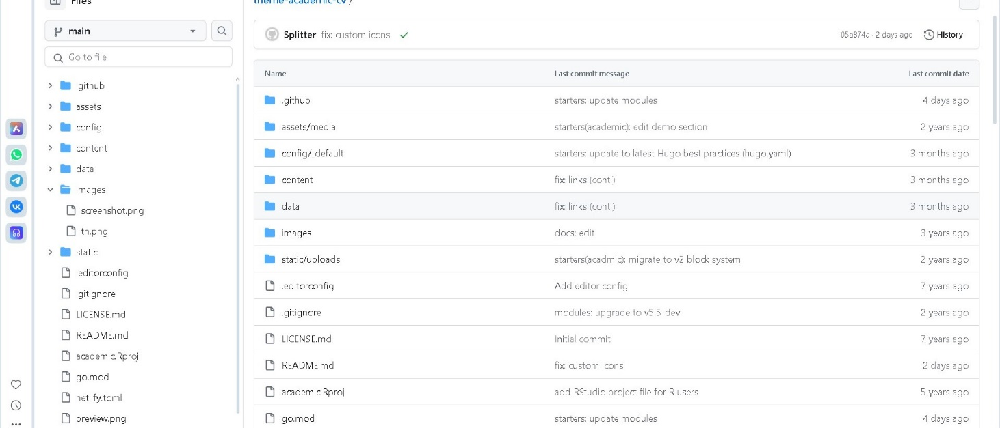 Files
theme-academic-cv /
main
Go to file
.github
assets
config
content
data
images
screenshot.png
tn.png
static
.editorconfig
.gitignore
LICENSE.md
README.md
academic.Rproj
go.mod
netlify.toml
preview.png
Splitter fix: custom icons 05a874a · 2 days ago History
Name Last commit message Last commit date
.github starters: update modules 4 days ago
assets/media starters(academic): edit demo section 2 years ago
config/_default starters: update to latest Hugo best practices (hugo.yaml) 3 months ago
content fix: links (cont.) 3 months ago
data fix: links (cont.) 3 months ago
images docs: edit 3 years ago
static/uploads starters(acadmic): migrate to v2 block system 2 years ago
.editorconfig Add editor config 7 years ago
.gitignore modules: upgrade to v5.5-dev 2 years ago
LICENSE.md Initial commit 7 years ago
README.md fix: custom icons 2 days ago
academic.Rproj add RStudio project file for R users 5 years ago
go.mod starters: update modules 4 days ago